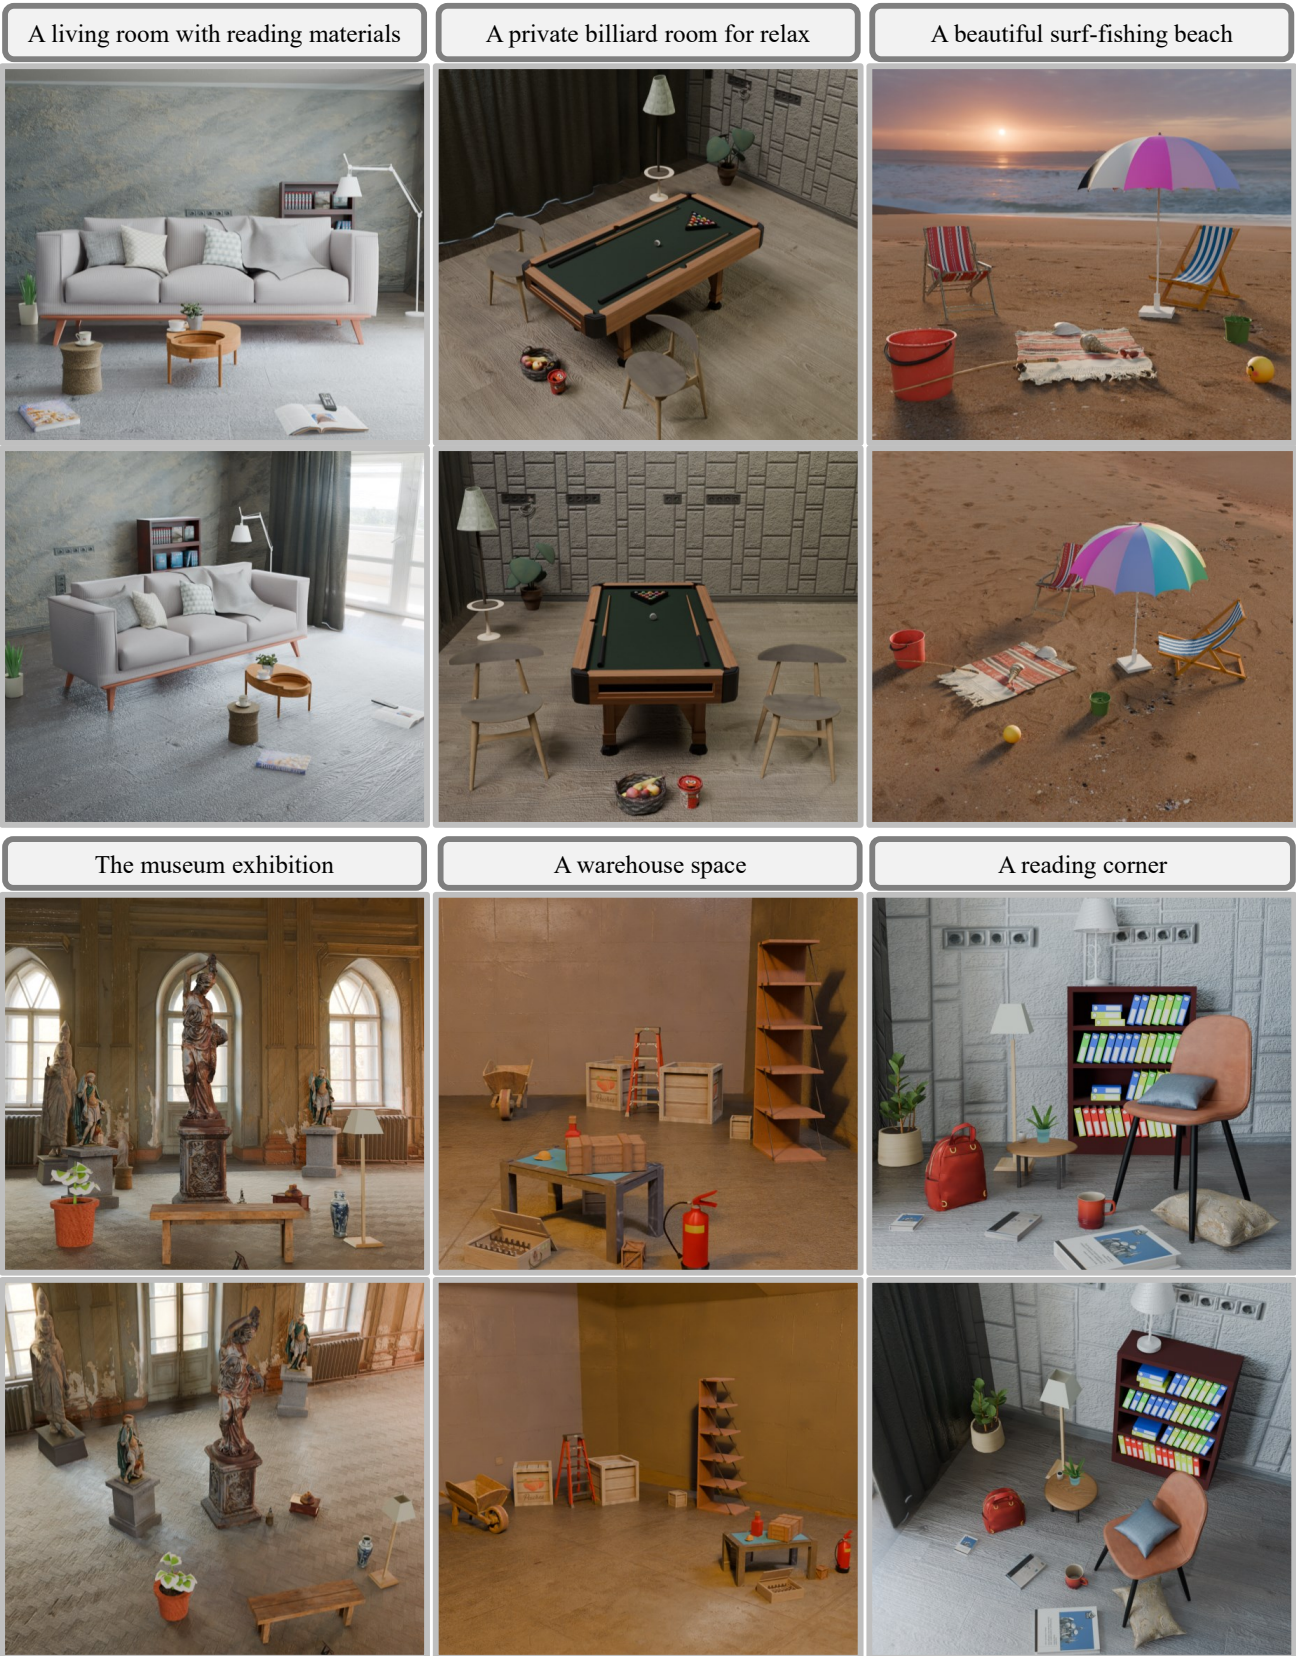 A living room with reading materials
A private billiard room for relax
A beautiful surf-fishing beach
The museum exhibition
A warehouse space
A reading corner